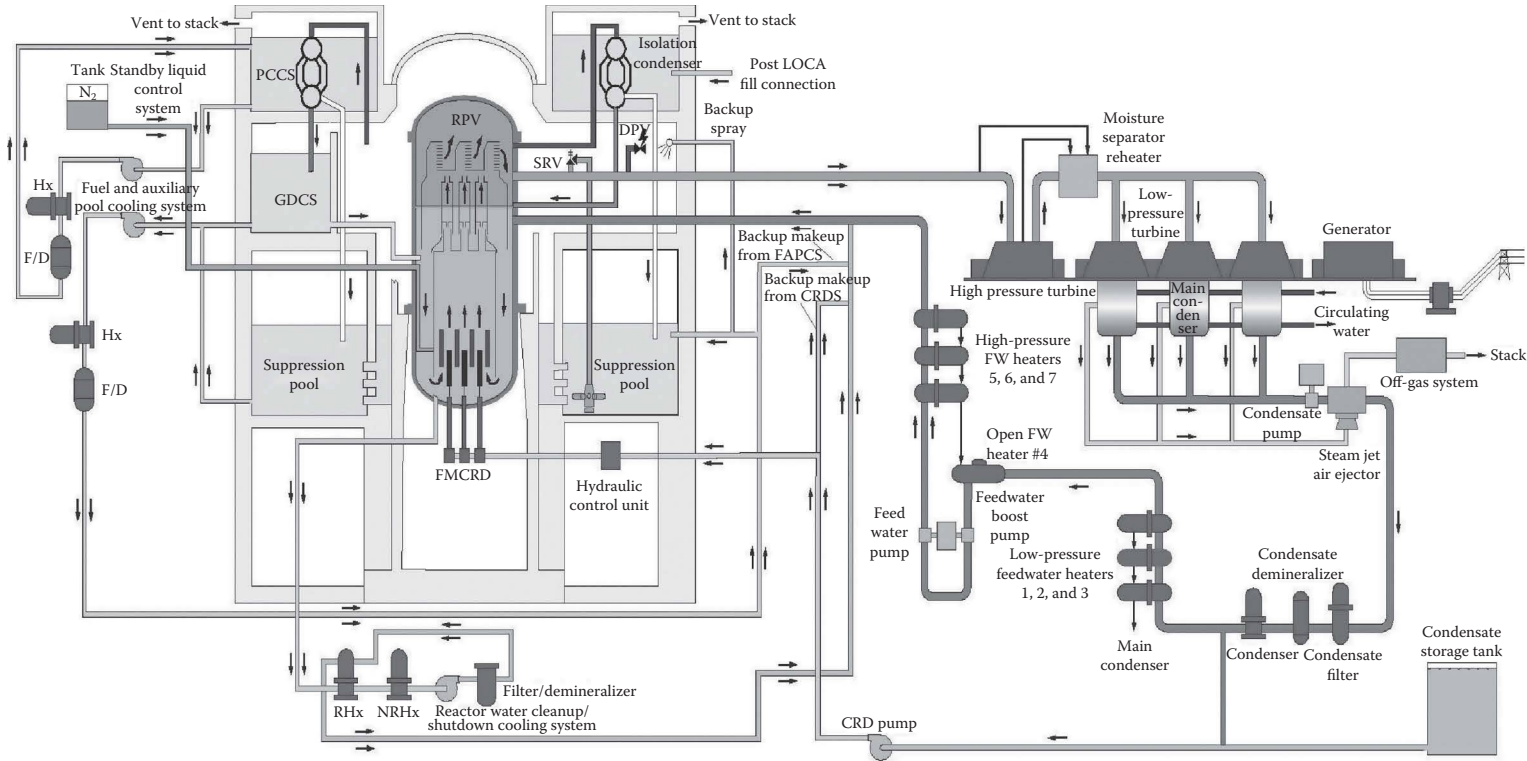 Vent to stack
Vent to stack
Isolation
condenser
PCCS
Post LOCA
fill connection
Tank Standby liquid
control
system
N2
RPV
DPV
Backup
spray
SRV
Moisture
separator
reheater
Hx
Fuel and auxiliary
pool cooling system
GDCS
Low-
pressure
turbine
Generator
F/D
Backup makeup
from FAPCS
Backup makeup
from CRDS
High pressure turbine
Main
con-
denser
Circulating
water
Hx
Suppression
pool
Suppression
pool
High-pressure
FW heaters
5, 6, and 7
Stack
Off-gas system
F/D
Condensate
pump
Steam jet
air ejector
Open FW
heater #4
FMCRD
Hydraulic
control unit
Feedwater
boost
pump
Feed
water
pump
Low-pressure
feedwater heaters
1, 2, and 3
Condensate
demineralizer
Main
condenser
Condenser
Condensate
filter
Condensate
storage tank
RHx
NRHx
Filter/demineralizer
Reactor water cleanup/
shutdown cooling system
CRD pump